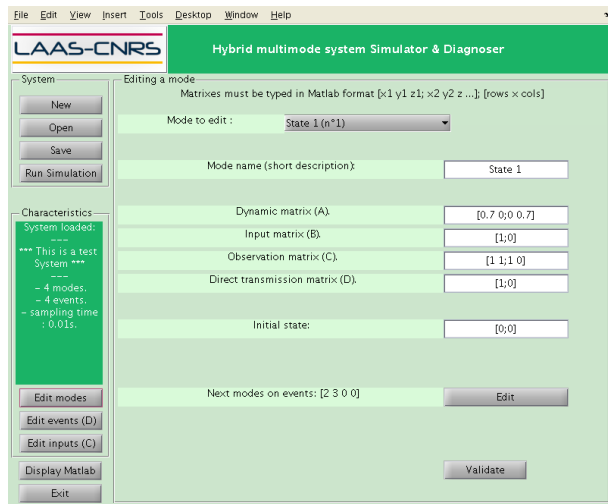 File Edit View Insert Tools Desktop Window Help
LAAS-CNRS
Hybrid multimode system Simulator & Diagnoser
System
New
Open
Save
Run Simulation
Characteristics
System loaded:
---
*** This is a test
System ***
---
- 4 modes.
- 4 events.
- sampling time
: 0.01s.
Edit modes
Edit events (D)
Edit inputs (C)
Display Matlab
Exit
Editing a mode
Matrixes must be typed in Matlab format [x1 y1 z1; x2 y2 z ...]; [rows x cols]
Mode to edit : State 1 (n°1)
Mode name (short description): State 1
Dynamic matrix (A). [0.7 0;0 0.7]
Input matrix (B). [1;0]
Observation matrix (C). [1 1;1 0]
Direct transmission matrix (D). [1;0]
Initial state: [0;0]
Next modes on events: [2 3 0 0] Edit
Validate